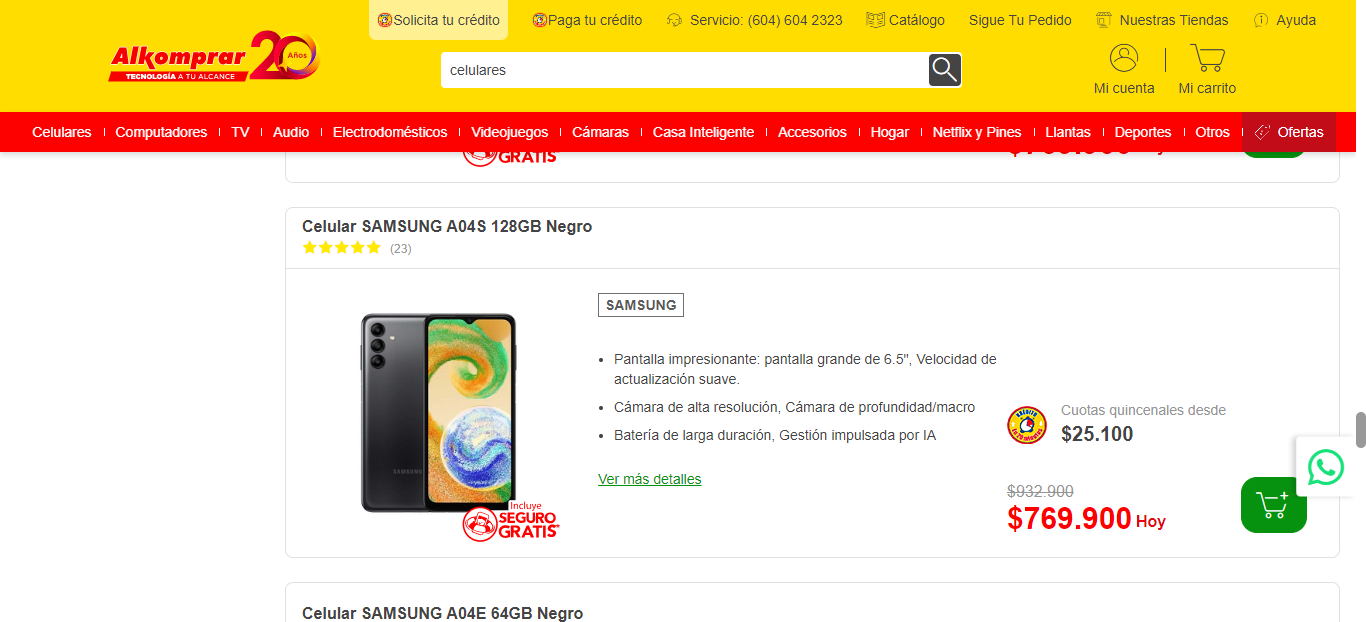 Solicita tu crédito
Paga tu crédito
Servicio: (604) 604 2323
Catálogo
Sigue Tu Pedido
Nuestras Tiendas
Ayuda
Alkomprar 20 Años
TECNOLOGÍA A TU ALCANCE
celulares
Mi cuenta
Mi carrito
Celulares
Computadores
TV
Audio
Electrodomésticos
Videojuegos
Cámaras
Casa Inteligente
Accesorios
Hogar
Netflix y Pines
Llantas
Deportes
Otros
Ofertas
GRATIS
Celular SAMSUNG A04S 128GB Negro
(23)
SAMSUNG
• Pantalla impresionante: pantalla grande de 6.5", Velocidad de
actualización suave.
• Cámara de alta resolución, Cámara de profundidad/macro
• Batería de larga duración, Gestión impulsada por IA
Ver más detalles
SAMSUNG
Incluye
SEGURO
GRATIS
Cuotas quincenales desde
$25.100
$932.900
$769.900 Hoy
Celular SAMSUNG A04E 64GB Negro